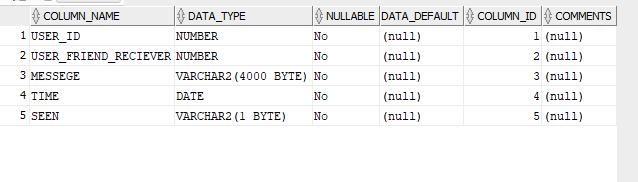 COLUMN_NAME DATA_TYPE NULLABLE DATA_DEFAULT COLUMN_ID COMMENTS
1 USER_ID NUMBER No (null) 1 (null)
2 USER_FRIEND_RECIEVER NUMBER No (null) 2 (null)
3 MESSEGE VARCHAR2(4000 BYTE) No (null) 3 (null)
4 TIME DATE No (null) 4 (null)
5 SEEN VARCHAR2(1 BYTE) No (null) 5 (null)